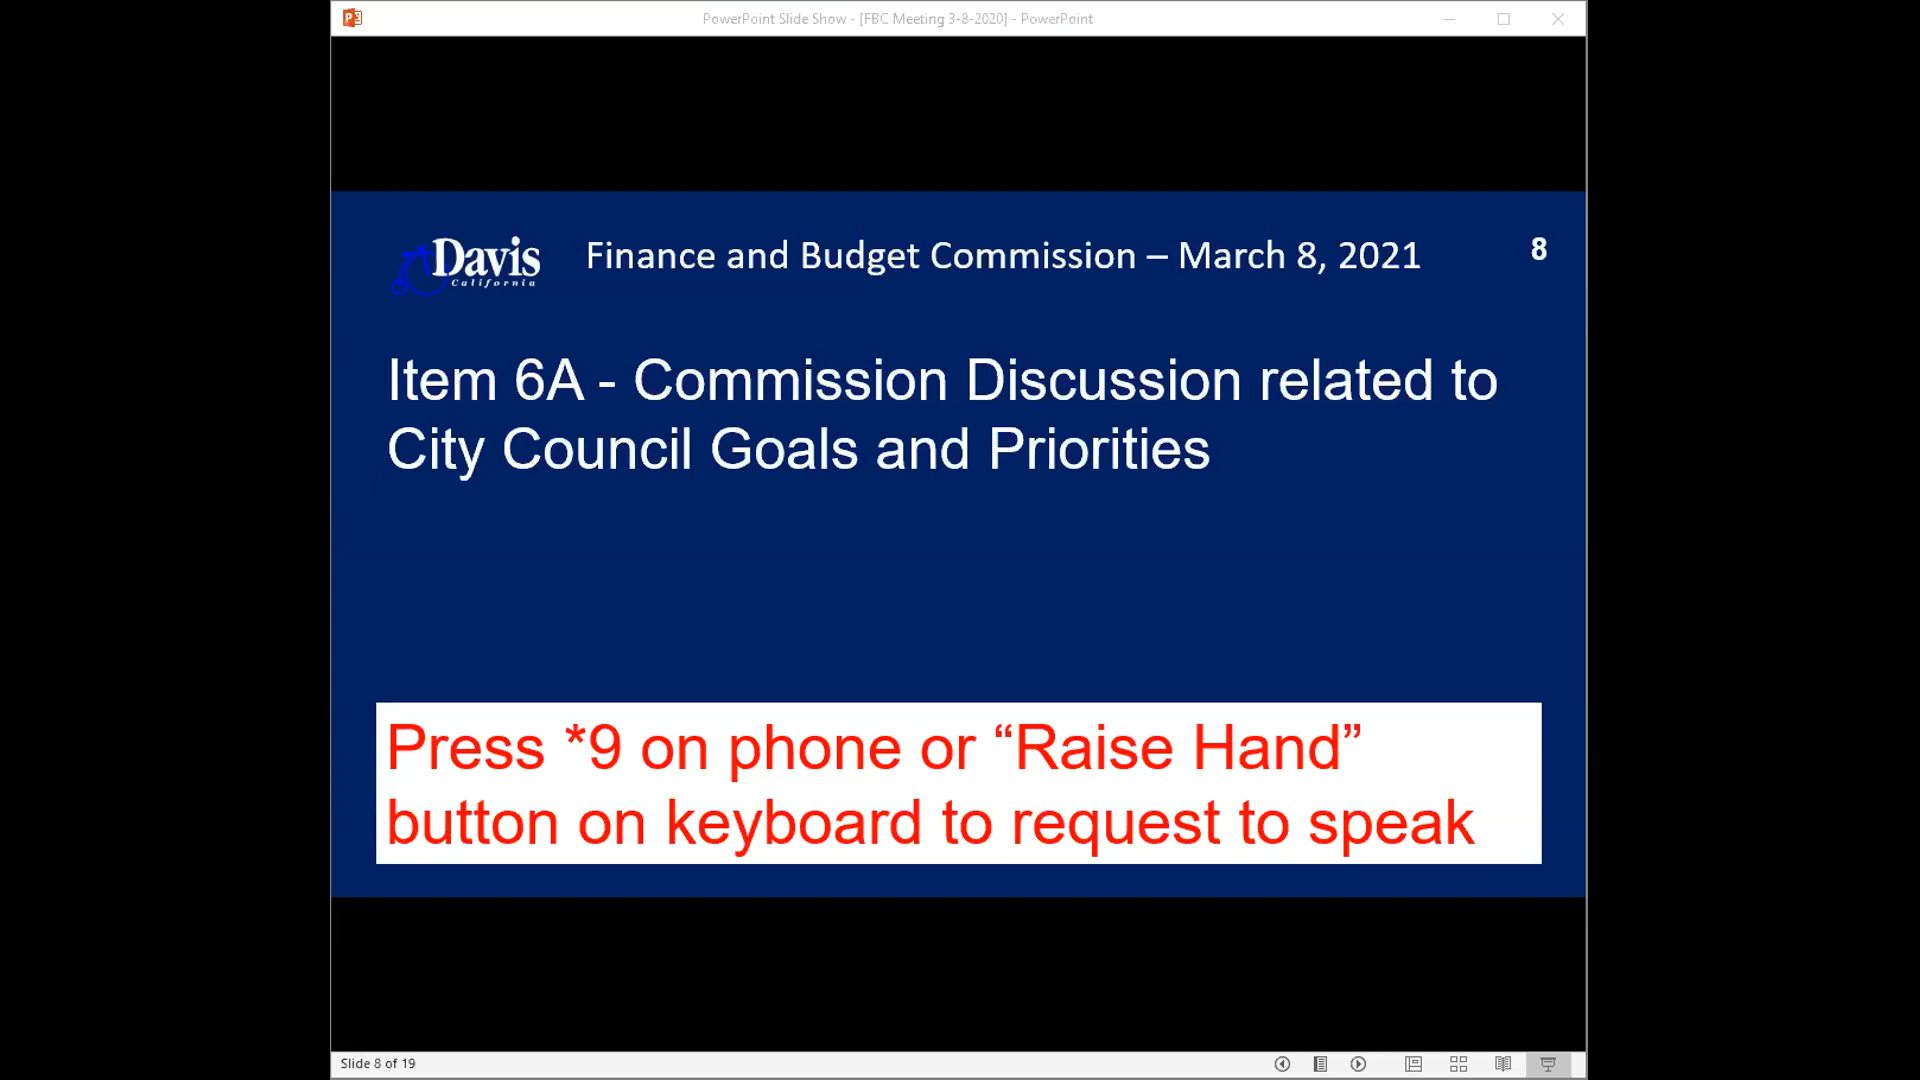 PowerPoint Slide Show - [FBC Meeting 3-8-2020] - PowerPoint
Davis
California
Finance and Budget Commission – March 8, 2021
8
Item 6A - Commission Discussion related to
City Council Goals and Priorities
Press *9 on phone or “Raise Hand”
button on keyboard to request to speak
Slide 8 of 19